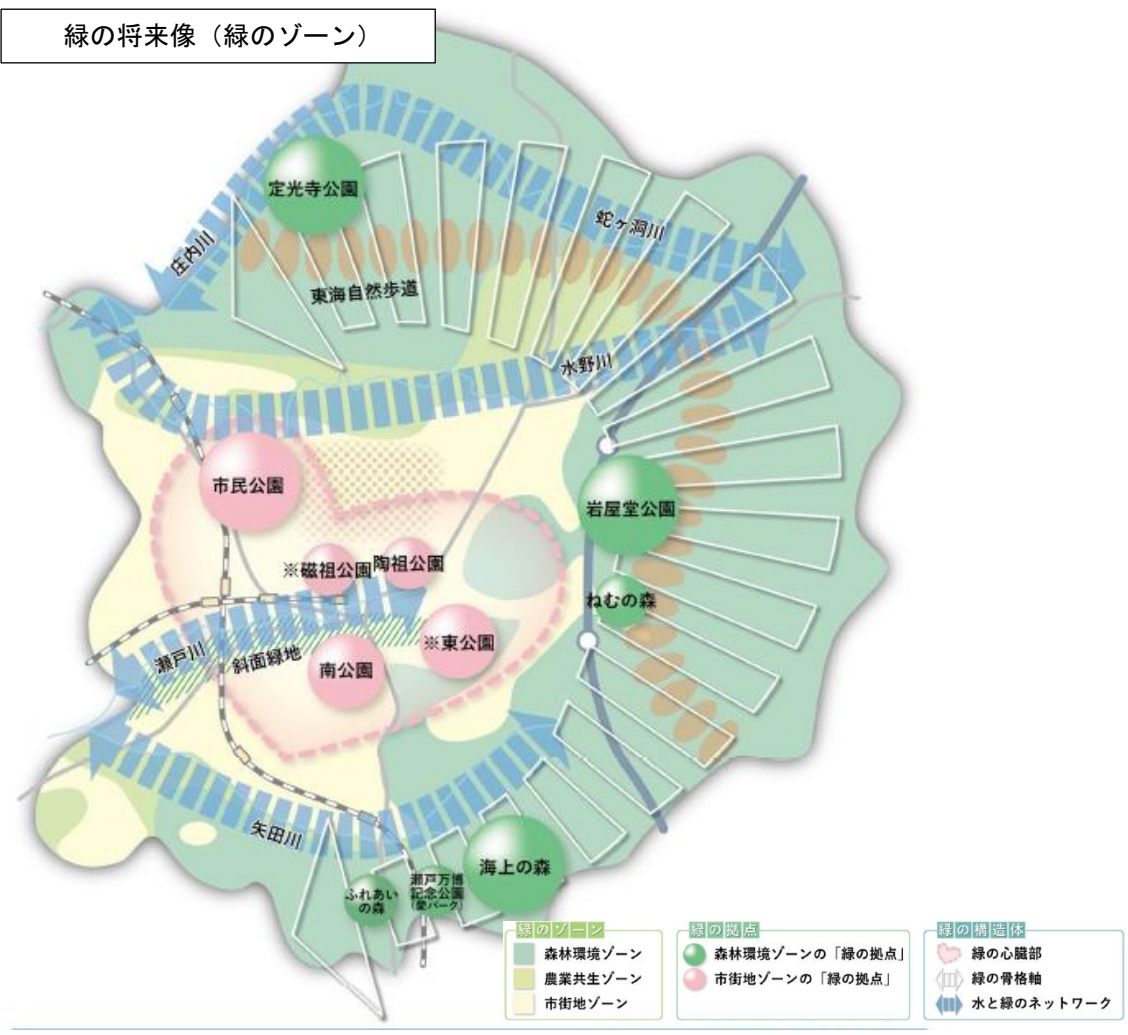 緑の将来像（緑のゾーン）
定光寺公園
蛇ヶ洞川
庄内川
東海自然歩道
水野川
市民公園
岩屋堂公園
※磁祖公園
陶祖公園
ねむの森
※東公園
瀬戸川
斜面緑地
南公園
矢田川
海上の森
瀬戸万博
記念公園
（愛パーク）
ふれあい
の森
緑のゾーン
森林環境ゾーン
農業共生ゾーン
市街地ゾーン
緑の拠点
森林環境ゾーンの「緑の拠点」
市街地ゾーンの「緑の拠点」
緑の構造体
緑の心臓部
緑の骨格軸
水と緑のネットワーク